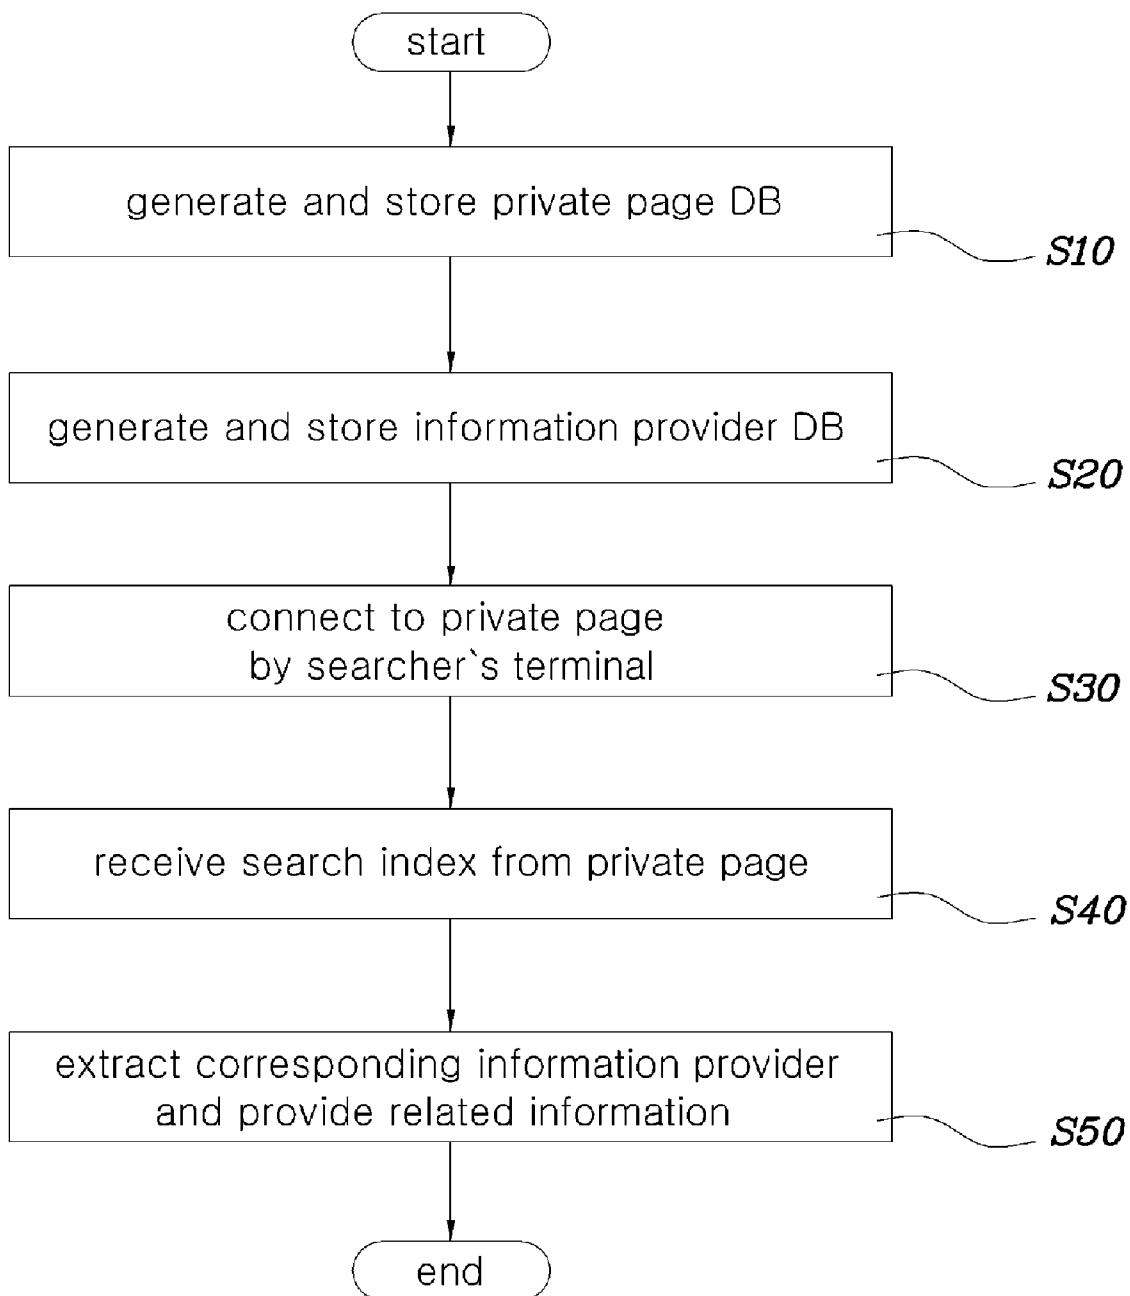 start
generate and store private page DB
S10
generate and store information provider DB
S20
connect to private page
by searcher`s terminal
S30
receive search index from private page
S40
extract corresponding information provider
and provide related information
S50
end